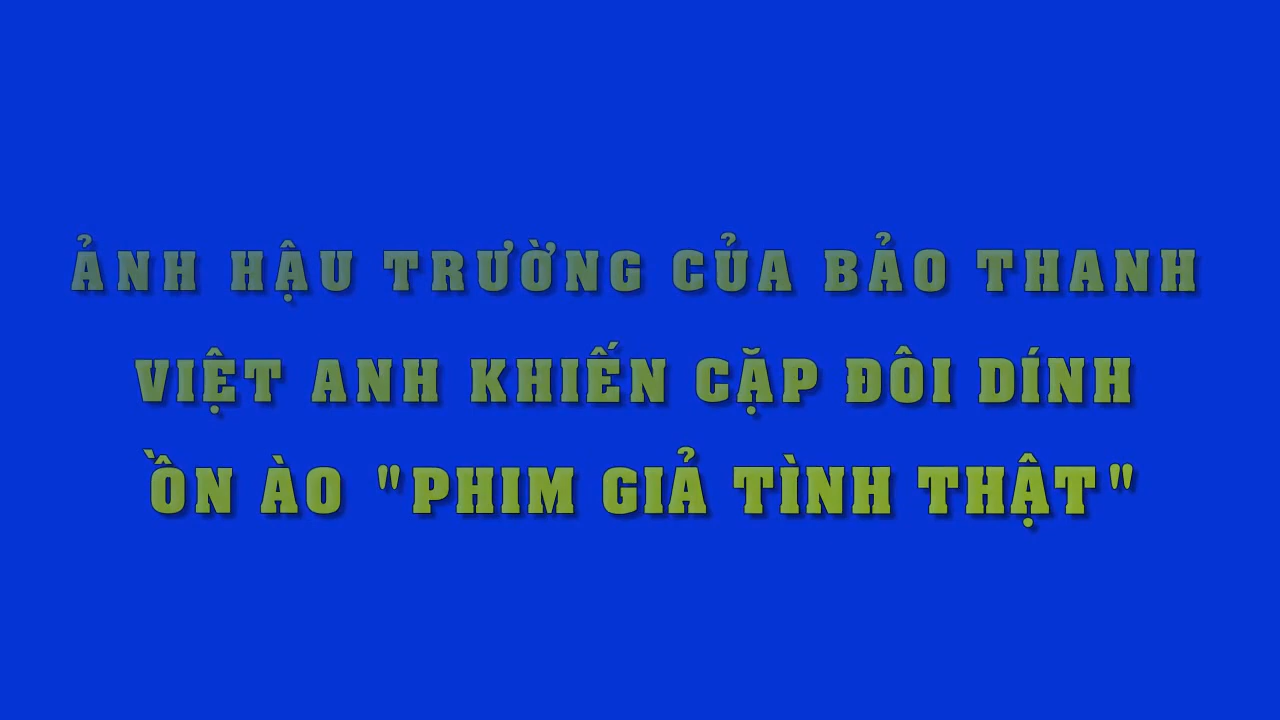 ẢNH HẬU TRƯỜNG CỦA BẢO THANH
VIỆT ANH KHIẾN CẶP ĐÔI DÍNH
ỒN ÀO "PHIM GIẢ TÌNH THẬT"